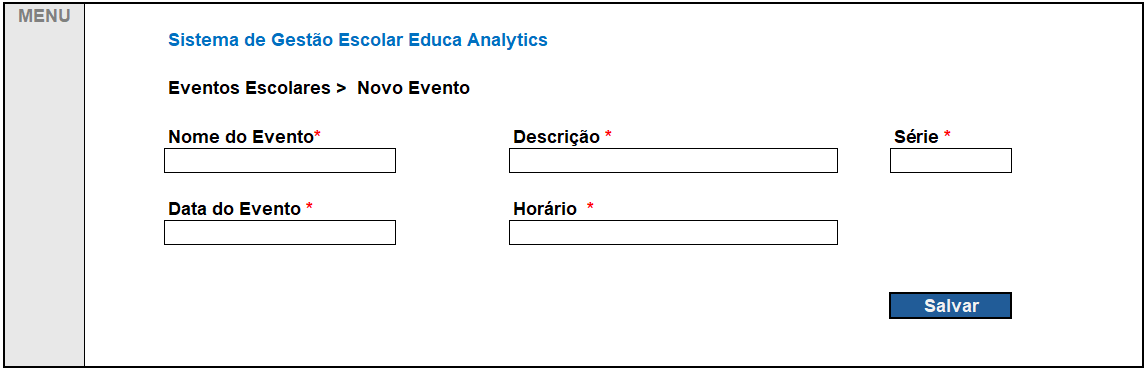 MENU
Sistema de Gestão Escolar Educa Analytics
Eventos Escolares > Novo Evento
Nome do Evento* Descrição * Série *
Data do Evento * Horário *
Salvar